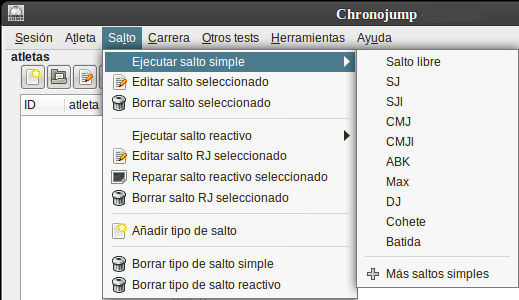 Chronojump
Sesión Atleta Salto Carrera Otros tests Herramientas Ayuda
atletas
ID atleta
Ejecutar salto simple
Editar salto seleccionado
Borrar salto seleccionado
Ejecutar salto reactivo
Editar salto RJ seleccionado
Reparar salto reactivo seleccionado
Borrar salto RJ seleccionado
Añadir tipo de salto
Borrar tipo de salto simple
Borrar tipo de salto reactivo
Salto libre
SJ
SJl
CMJ
CMJl
ABK
Max
DJ
Cohete
Batida
Más saltos simples